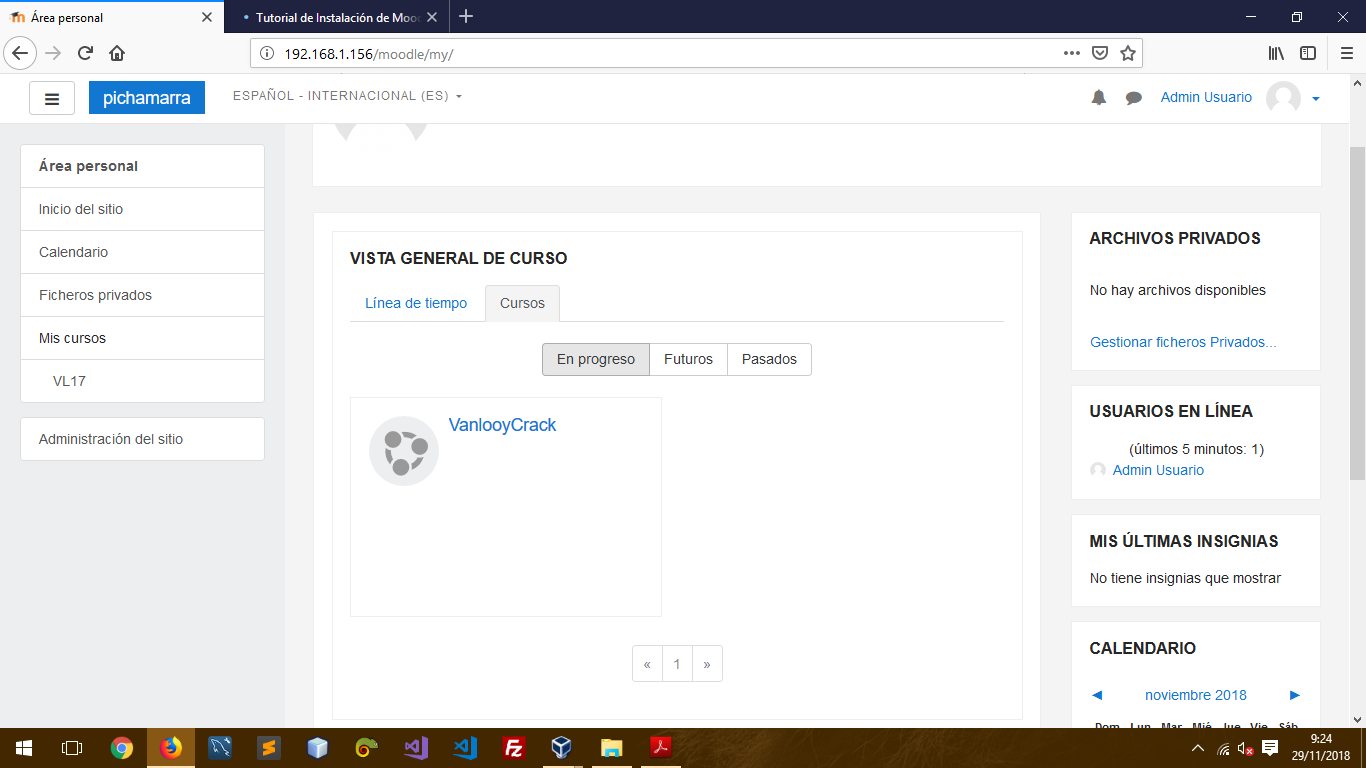 Área personal
Tutorial de Instalación de Mood
192.168.1.156/moodle/my/
pichamarra
ESPAÑOL - INTERNACIONAL (ES)
Admin Usuario
Área personal
Inicio del sitio
Calendario
Ficheros privados
Mis cursos
VL17
Administración del sitio
VISTA GENERAL DE CURSO
Línea de tiempo
Cursos
En progreso
Futuros
Pasados
VanlooyCrack
« 1 »
ARCHIVOS PRIVADOS
No hay archivos disponibles
Gestionar ficheros Privados...
USUARIOS EN LÍNEA
(últimos 5 minutos: 1)
Admin Usuario
MIS ÚLTIMAS INSIGNIAS
No tiene insignias que mostrar
CALENDARIO
◄ noviembre 2018 ►
Dom Lun Mar Mié Jue Vie Sáb
9:24
29/11/2018